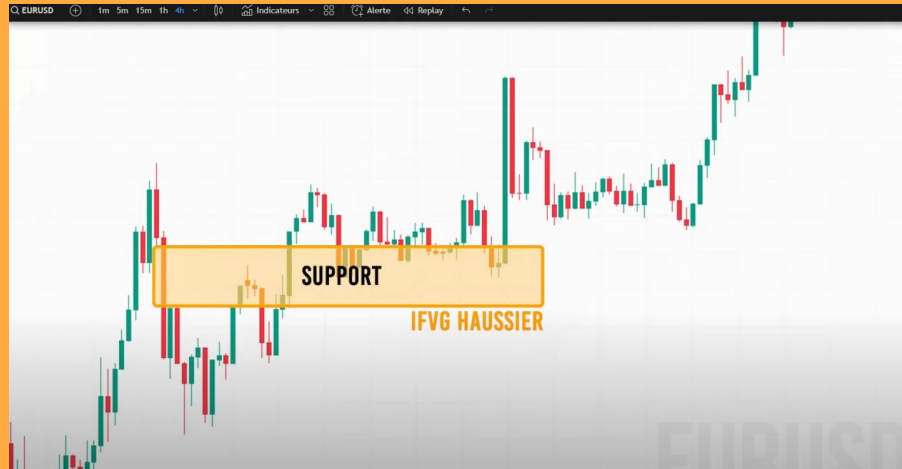 EURUSD 1m 5m 15m 1h 4h Indicateurs Alerte Replay
SUPPORT
IFVG HAUSSIER
EURUSD